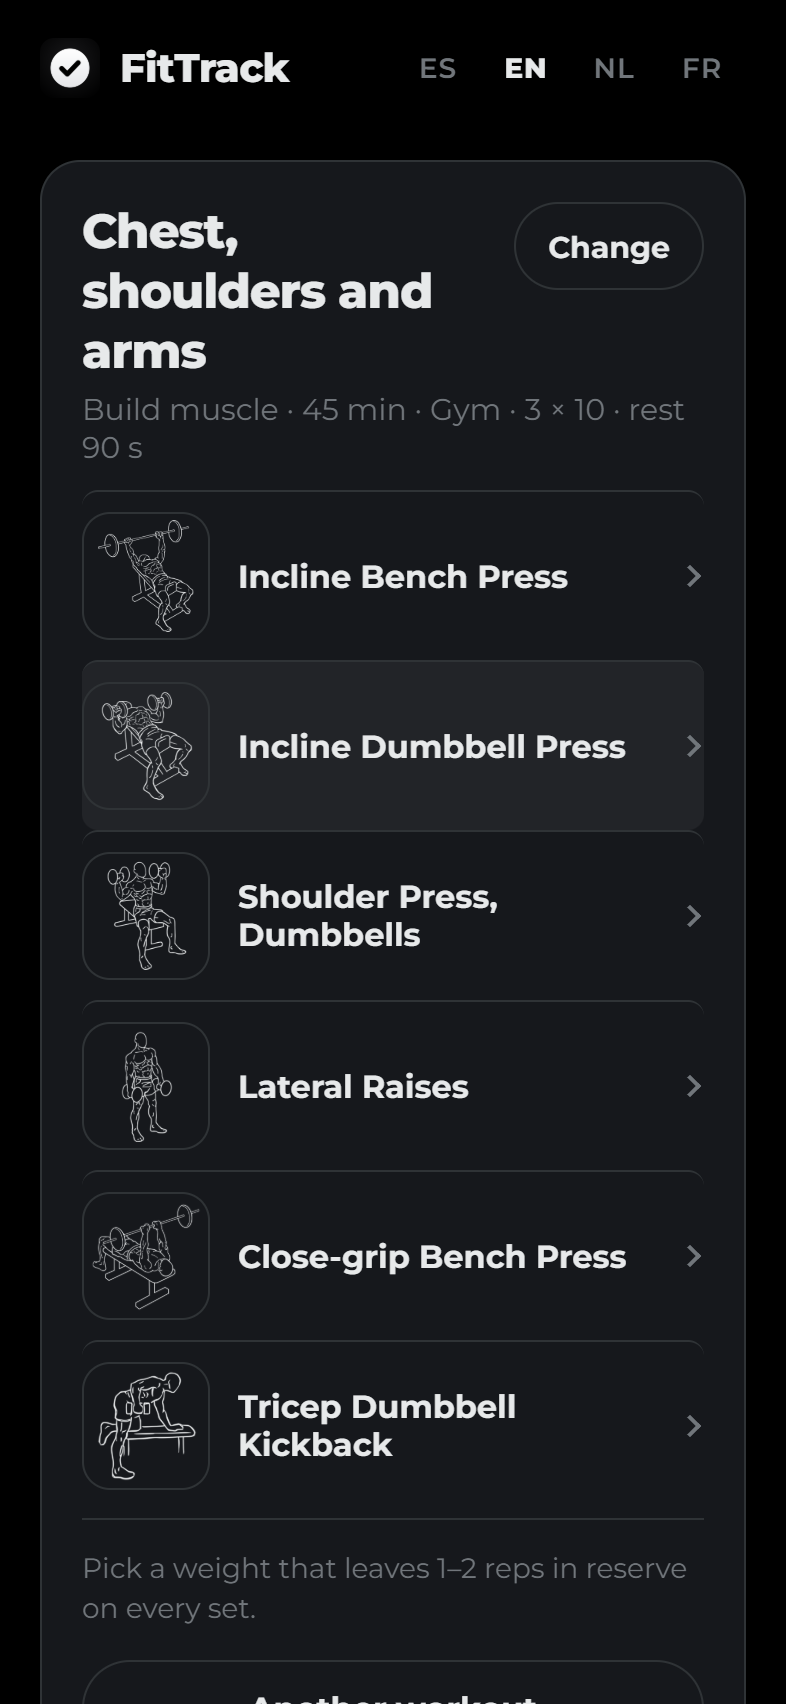 FitTrack
ES EN NL FR
Chest,
shoulders and
arms
Change
Build muscle · 45 min · Gym · 3 × 10 · rest
90 s
Incline Bench Press
Incline Dumbbell Press
Shoulder Press,
Dumbbells
Lateral Raises
Close-grip Bench Press
Tricep Dumbbell
Kickback
Pick a weight that leaves 1–2 reps in reserve
on every set.
Another workout